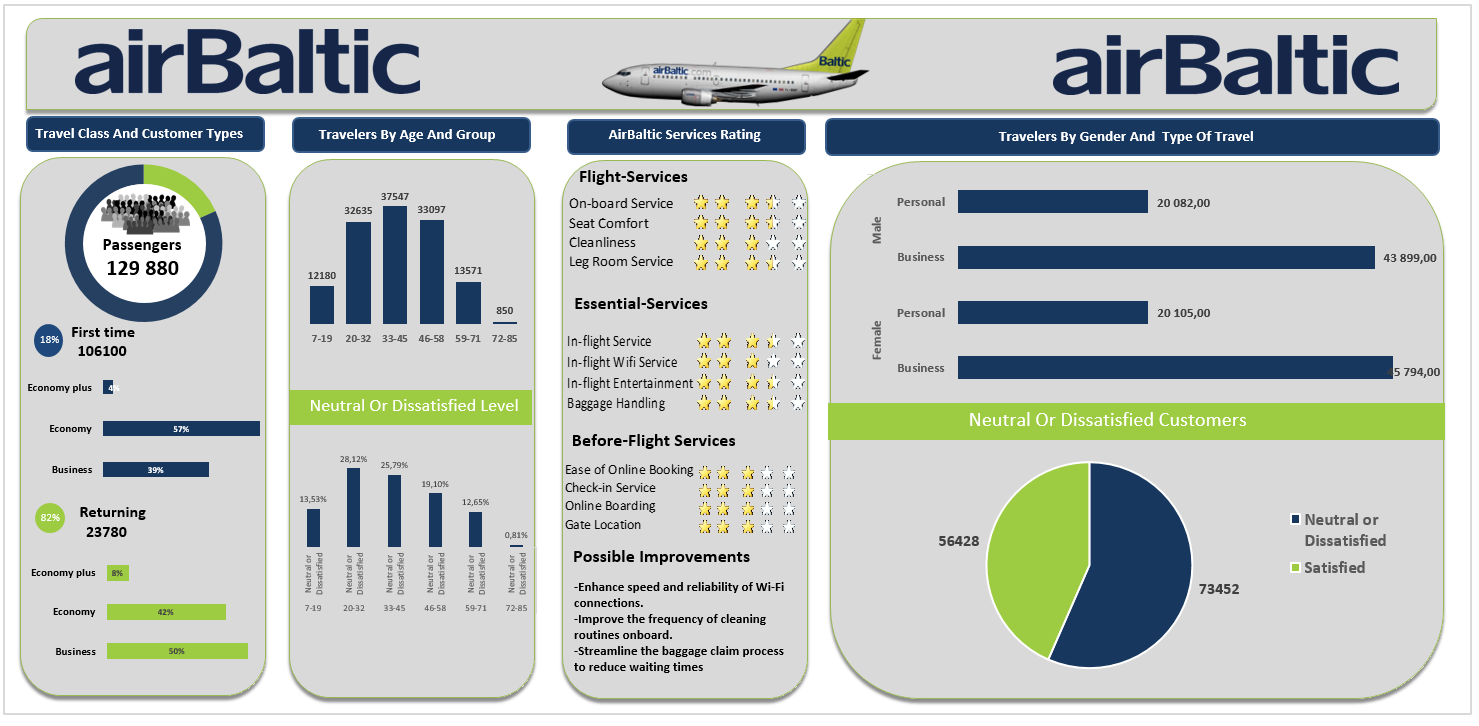 airBaltic
airBaltic.com
Baltic
airBaltic
Travel Class And Customer Types
Passengers
129 880
18%
First time
106100
Economy plus
4%
Economy
57%
Business
39%
82%
Returning
23780
Economy plus
8%
Economy
42%
Business
50%
Travelers By Age And Group
12180
32635
37547
33097
13571
850
7-19
20-32
33-45
46-58
59-71
72-85
Neutral Or Dissatisfied Level
13,53%
28,12%
25,79%
19,10%
12,65%
0,81%
Neutral or
Dissatisfied
Neutral or
Dissatisfied
Neutral or
Dissatisfied
Neutral or
Dissatisfied
Neutral or
Dissatisfied
Neutral or
Dissatisfied
7-19
20-32
33-45
46-58
59-71
72-85
AirBaltic Services Rating
Flight-Services
On-board Service
Seat Comfort
Cleanliness
Leg Room Service
Essential-Services
In-flight Service
In-flight Wifi Service
In-flight Entertainment
Baggage Handling
Before-Flight Services
Ease of Online Booking
Check-in Service
Online Boarding
Gate Location
Possible Improvements
-Enhance speed and reliability of Wi-Fi
connections.
-Improve the frequency of cleaning
routines onboard.
-Streamline the baggage claim process
to reduce waiting times
Travelers By Gender And Type Of Travel
Male
Personal
20 082,00
Business
43 899,00
Female
Personal
20 105,00
Business
45 794,00
Neutral Or Dissatisfied Customers
56428
73452
Neutral or
Dissatisfied
Satisfied